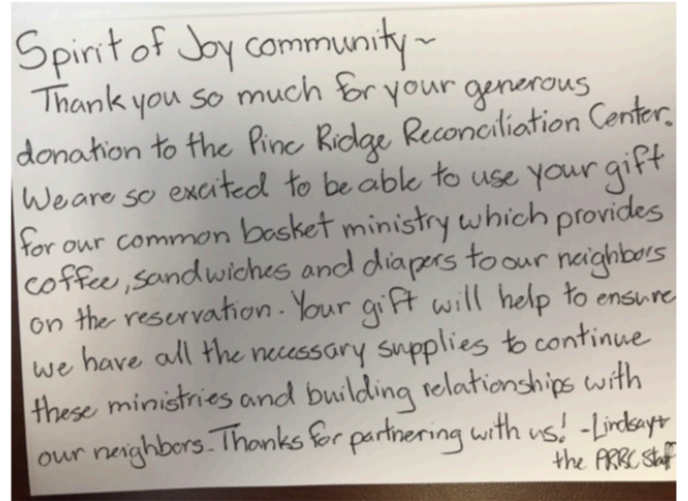 Spirit of Joy community~
Thank you so much for your generous
donation to the Pine Ridge Reconciliation Center.
We are so excited to be able to use your gift
for our common basket ministry which provides
coffee, sandwiches and diapers to our neighbors
on the reservation. Your gift will help to ensure
we have all the necessary supplies to continue
these ministries and building relationships with
our neighbors. Thanks for partnering with us! -Lindsay+
the PRRC Staff